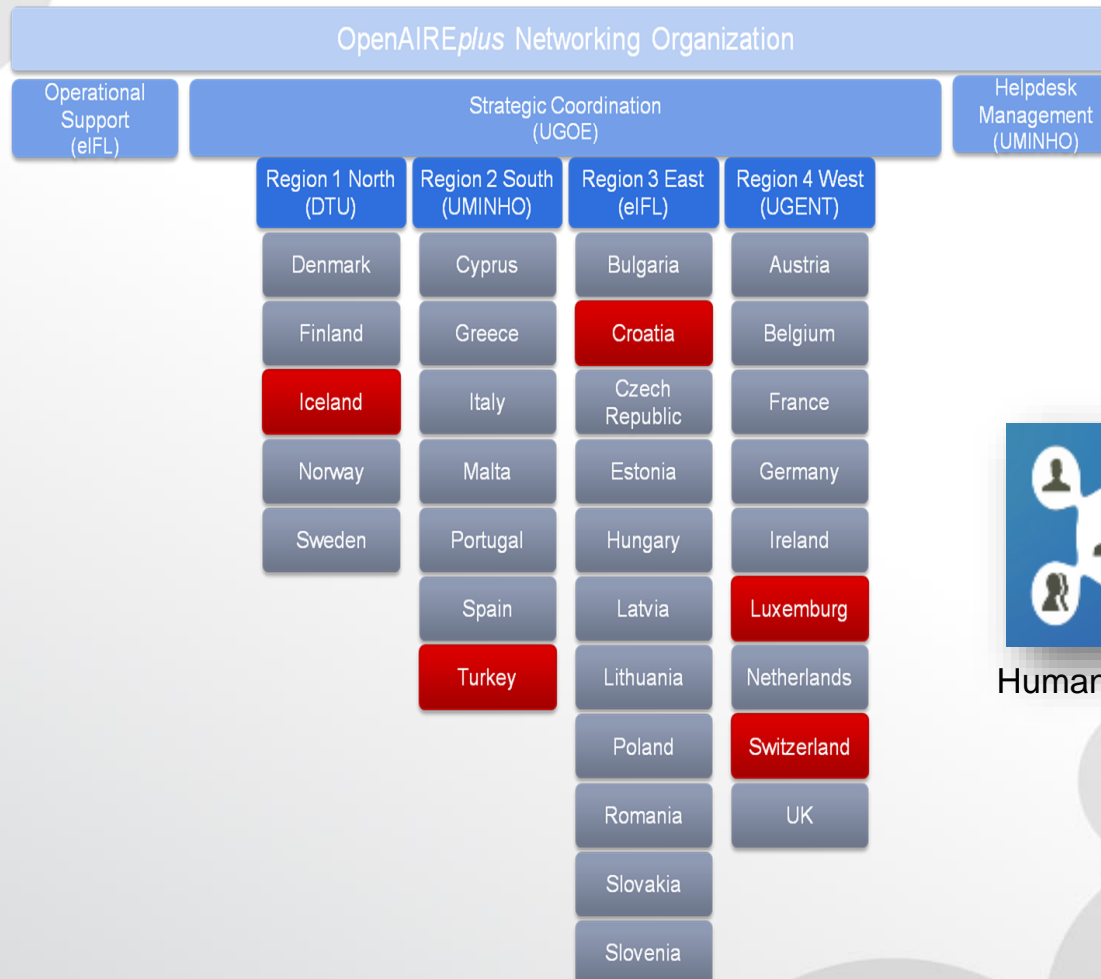 OpenAIREplus Networking Organization
Operational
Support
(eIFL)
Strategic Coordination
(UGOE)
Helpdesk
Management
(UMINHO)
Region 1 North
(DTU)
Region 2 South
(UMINHO)
Region 3 East
(eIFL)
Region 4 West
(UGENT)
Denmark
Finland
Iceland
Norway
Sweden
Cyprus
Greece
Italy
Malta
Portugal
Spain
Turkey
Bulgaria
Croatia
Czech
Republic
Estonia
Hungary
Latvia
Lithuania
Poland
Romania
Slovakia
Slovenia
Austria
Belgium
France
Germany
Ireland
Luxemburg
Netherlands
Switzerland
UK
Human